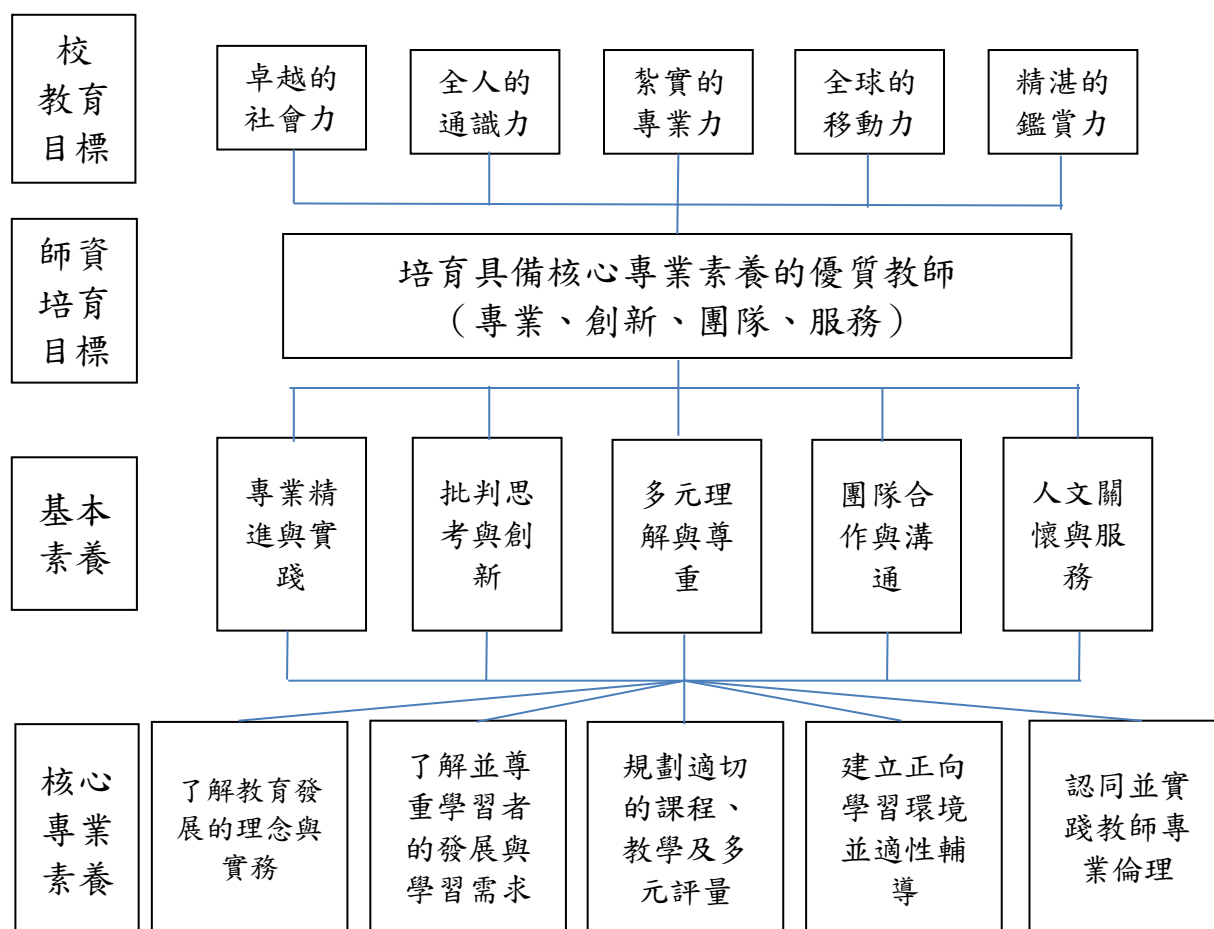 校
教育
目標
卓越的
社會力
全人的
通識力
紮實的
專業力
全球的
移動力
精湛的
鑑賞力
師資
培育
目標
培育具備核心專業素養的優質教師
（專業、創新、團隊、服務）
基本
素養
專業精
進與實
踐
批判思
考與創
新
多元理
解與尊
重
團隊合
作與溝
通
人文關
懷與服
務
核心
專業
素養
了解教育發
展的理念與
實務
了解並尊
重學習者
的發展與
學習需求
規劃適切
的課程、
教學及多
元評量
建立正向
學習環境
並適性輔
導
認同並實
踐教師專
業倫理